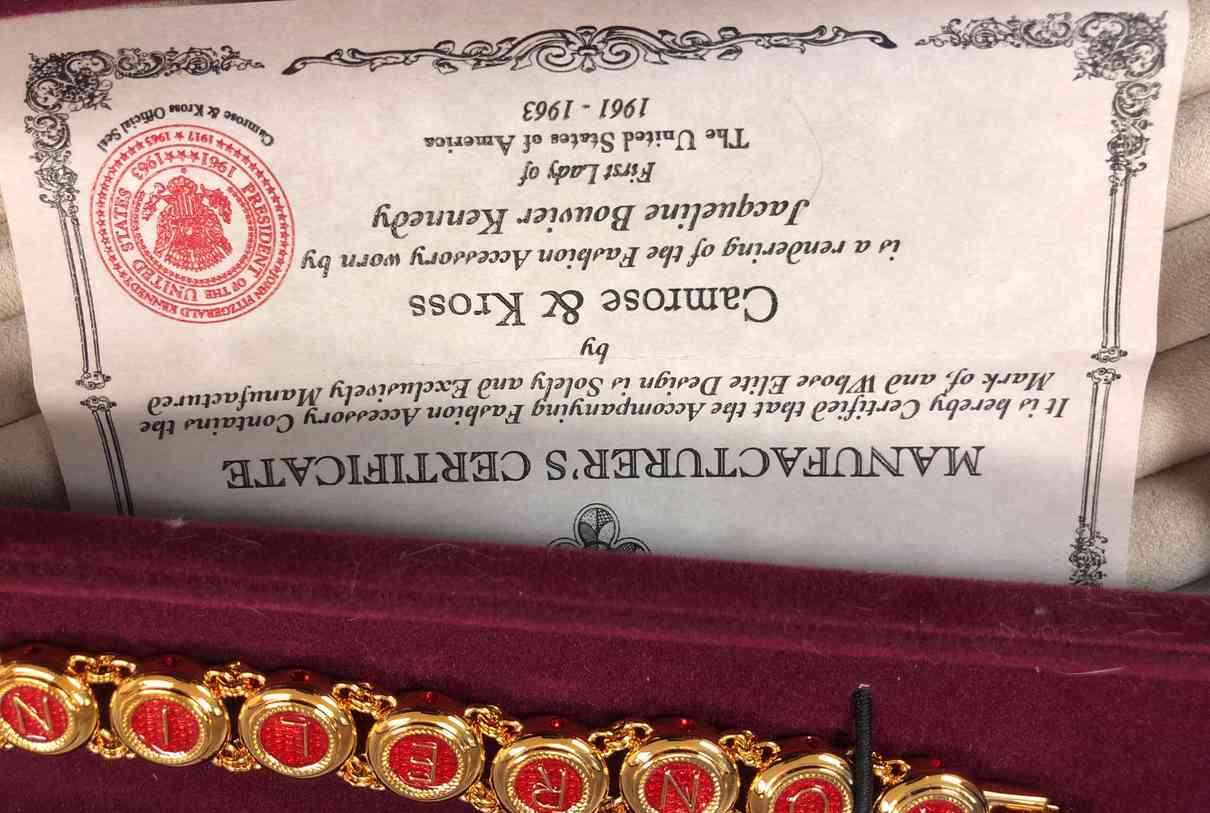 MANUFACTURER'S CERTIFICATE
It is hereby Certified that the Accompanying Fashion Accessory Contains the
Mark of, and Whose Elite Design is Solely and Exclusively Manufactured
by
Camrose & Kross
is a rendering of the Fashion Accessory worn by
Jacqueline Bouvier Kennedy
First Lady of
The United States of America
1961 - 1963
JOHN FITZGERALD KENNEDY
★ 1917 ★ 1963 ★
PRESIDENT OF THE UNITED STATES
1961★★★1963
Camrose & Kross Official Seal
N I E R N